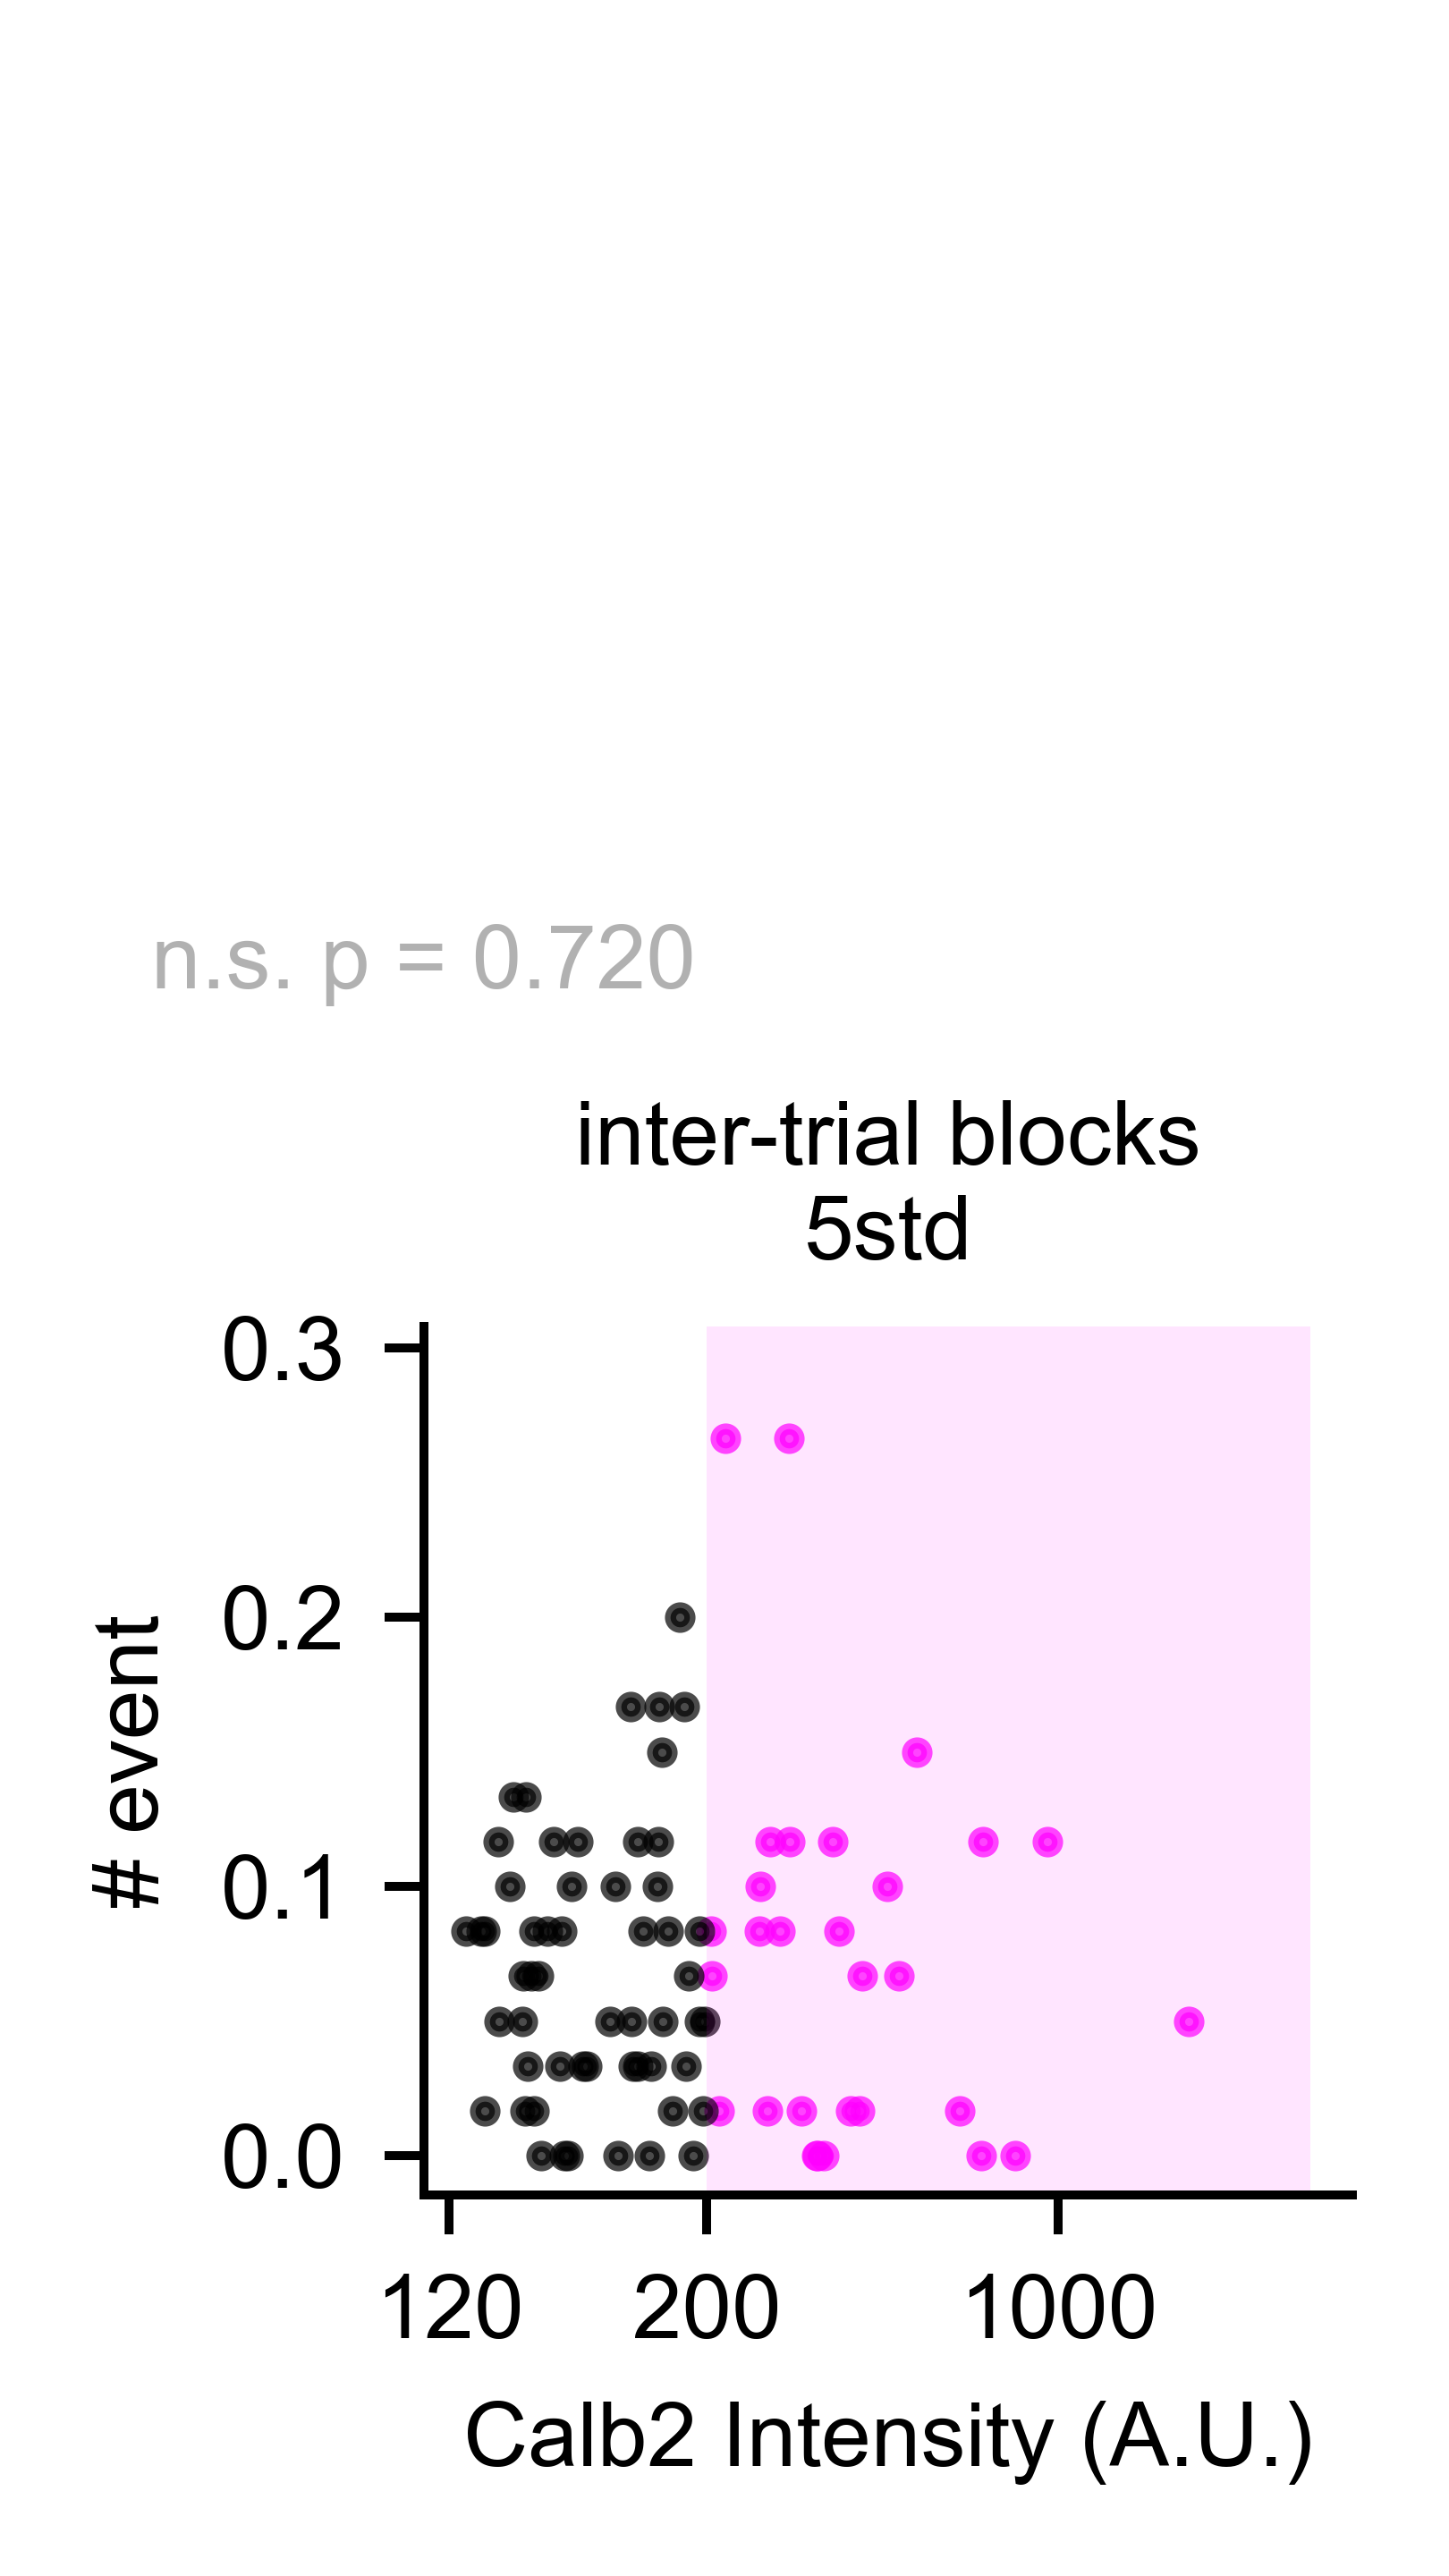 n.s. p = 0.720
inter-trial blocks
5std
0.3
0.2
0.1
0.0
# event
120 200 1000
Calb2 Intensity (A.U.)